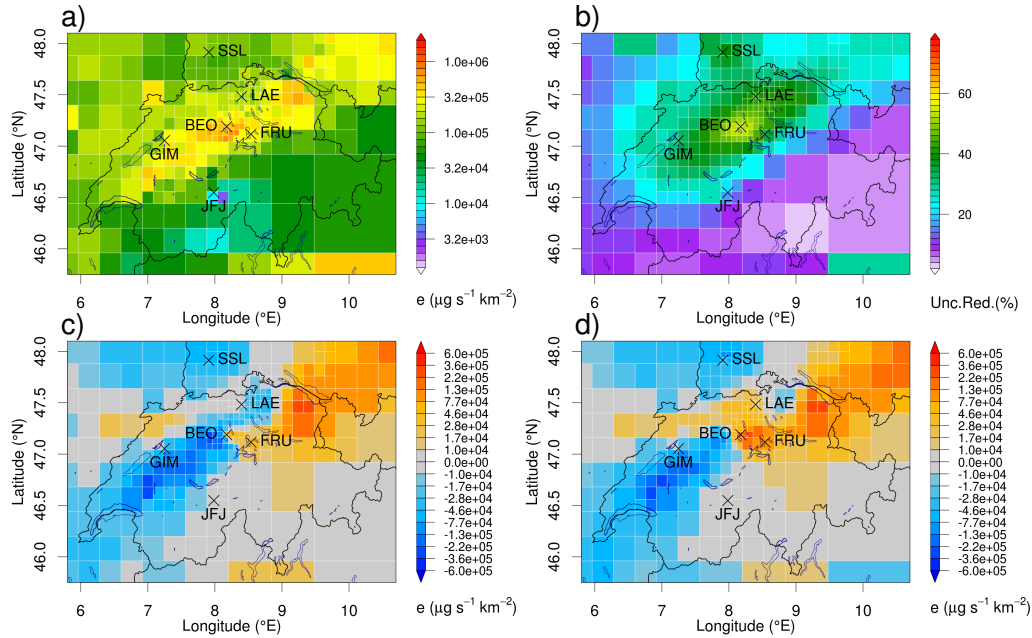 a)
48.0
47.5
47.0
46.5
46.0
Latitude (°N)
SSL
LAE
BEO
FRU
GIM
JFJ
6 7 8 9 10
Longitude (°E)
1.0e+06
3.2e+05
1.0e+05
3.2e+04
1.0e+04
3.2e+03
e (µg s⁻¹ km⁻²)
b)
48.0
47.5
47.0
46.5
46.0
Latitude (°N)
SSL
LAE
BEO
FRU
GIM
JFJ
6 7 8 9 10
Longitude (°E)
60
40
20
Unc.Red.(%)
c)
48.0
47.5
47.0
46.5
46.0
Latitude (°N)
SSL
LAE
BEO
FRU
GIM
JFJ
6 7 8 9 10
Longitude (°E)
6.0e+05
3.6e+05
2.2e+05
1.3e+05
7.7e+04
4.6e+04
2.8e+04
1.7e+04
0.0e+00
-1.7e+04
-2.8e+04
-4.6e+04
-7.7e+04
-1.3e+05
-2.2e+05
-3.6e+05
-6.0e+05
e (µg s⁻¹ km⁻²)
d)
48.0
47.5
47.0
46.5
46.0
Latitude (°N)
SSL
LAE
BEO
FRU
GIM
JFJ
6 7 8 9 10
Longitude (°E)
6.0e+05
3.6e+05
2.2e+05
1.3e+05
7.7e+04
4.6e+04
2.8e+04
1.7e+04
0.0e+00
-1.7e+04
-2.8e+04
-4.6e+04
-7.7e+04
-1.3e+05
-2.2e+05
-3.6e+05
-6.0e+05
e (µg s⁻¹ km⁻²)